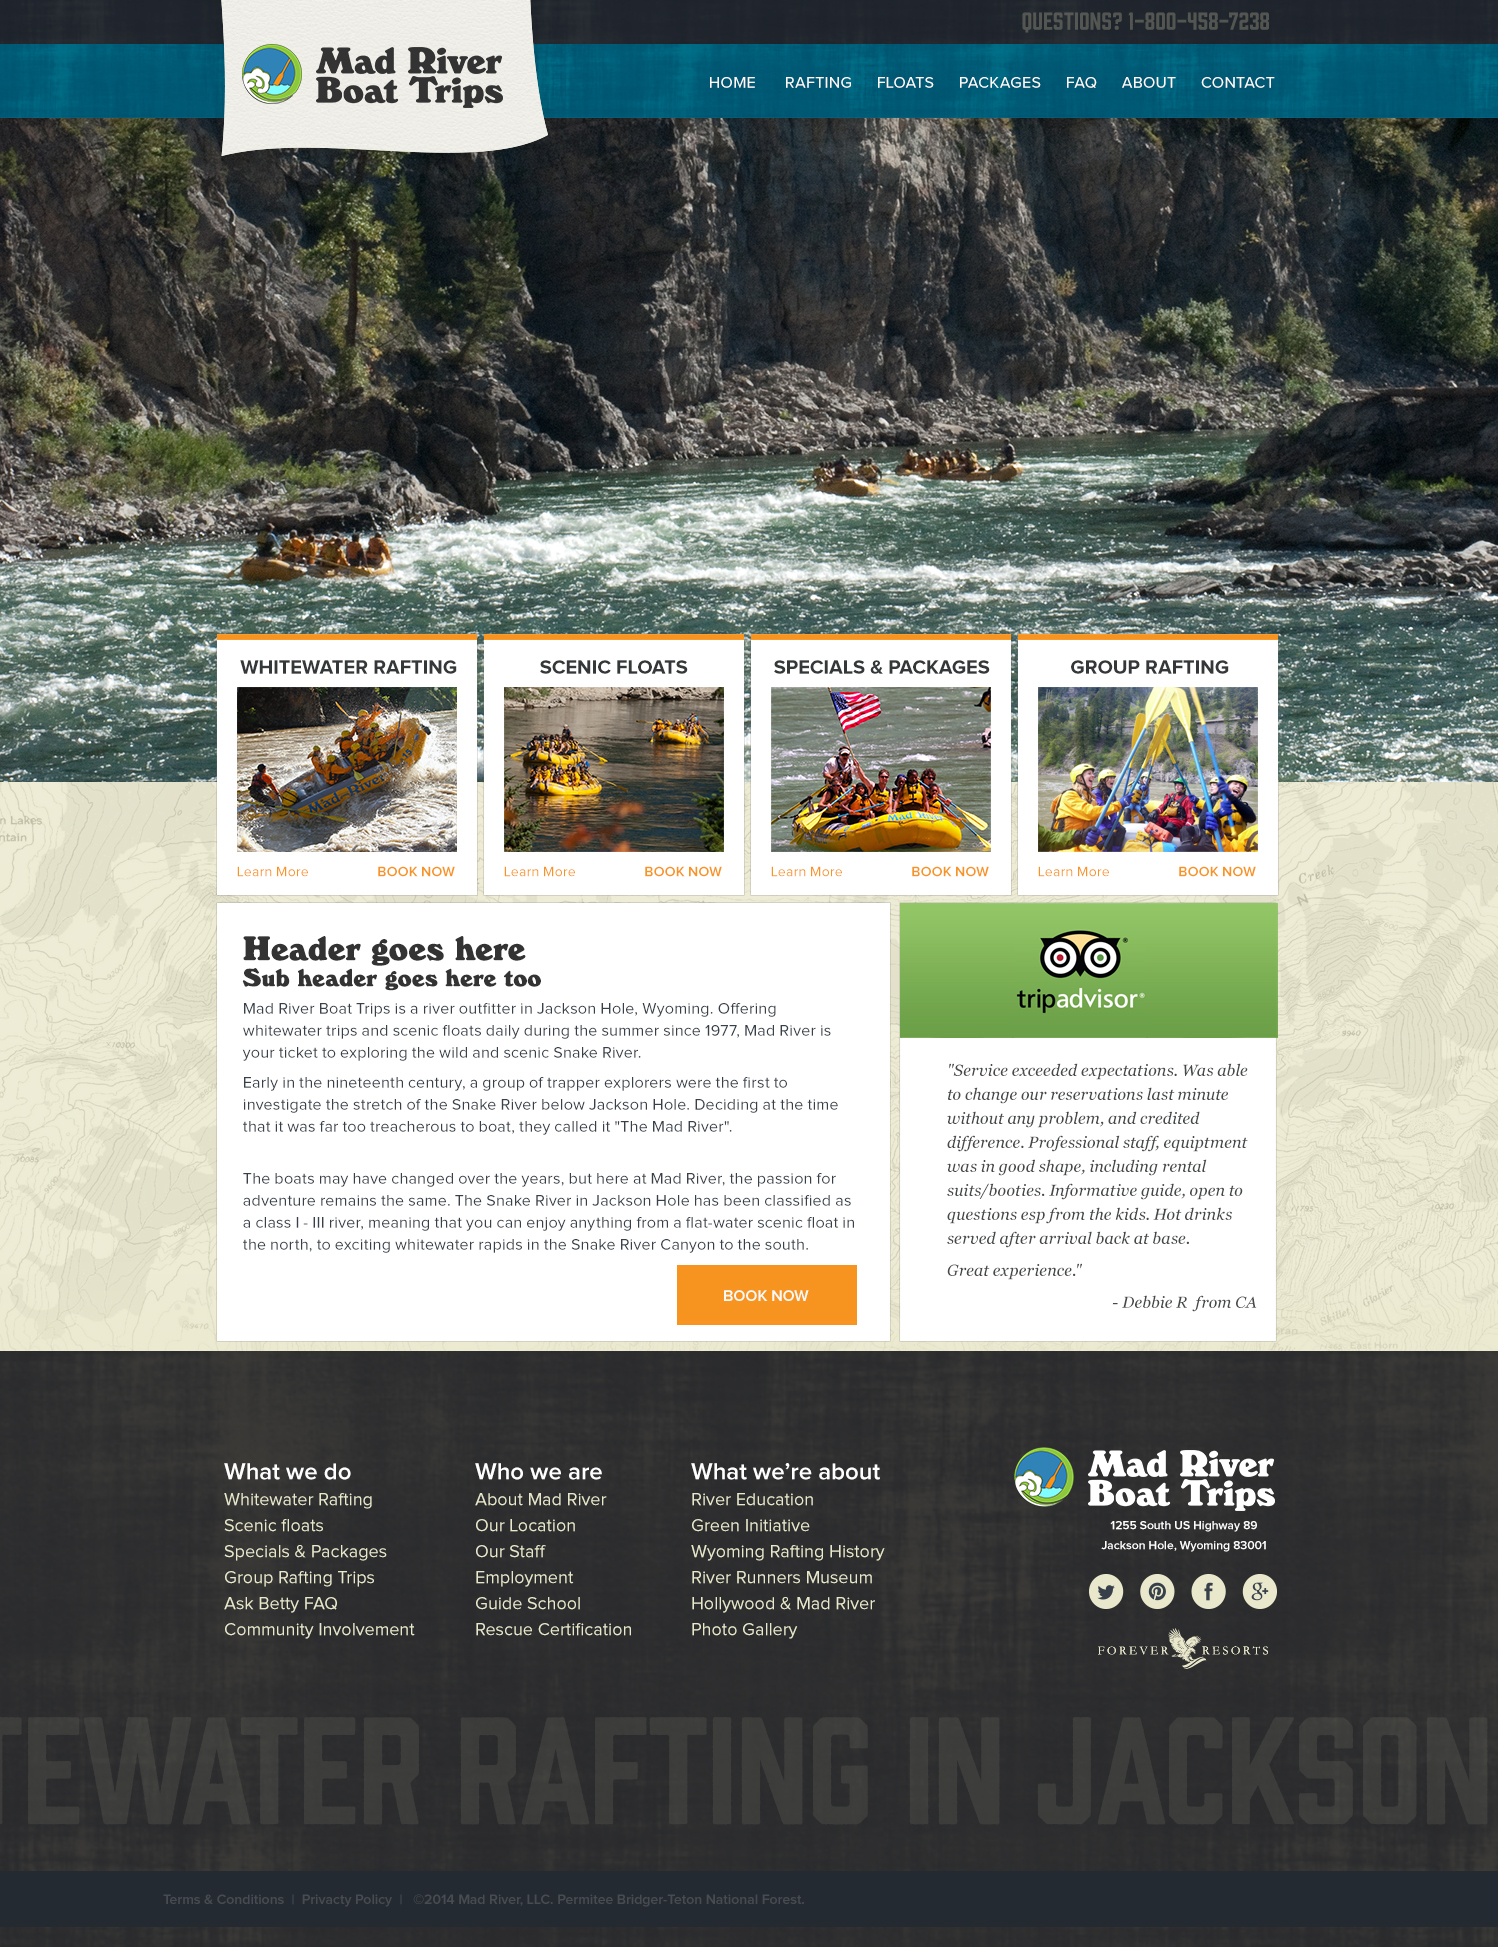 QUESTIONS? 1-800-458-7238
Mad River
Boat Trips
HOME RAFTING FLOATS PACKAGES FAQ ABOUT CONTACT
WHITEWATER RAFTING
SCENIC FLOATS
SPECIALS & PACKAGES
GROUP RAFTING
Mad River
Mad River
Learn More BOOK NOW
Learn More BOOK NOW
Learn More BOOK NOW
Learn More BOOK NOW
n Lakes
ntain
Creek
N
Header goes here
Sub header goes here too
Mad River Boat Trips is a river outfitter in Jackson Hole, Wyoming. Offering
whitewater trips and scenic floats daily during the summer since 1977, Mad River is
your ticket to exploring the wild and scenic Snake River.
Early in the nineteenth century, a group of trapper explorers were the first to
investigate the stretch of the Snake River below Jackson Hole. Deciding at the time
that it was far too treacherous to boat, they called it "The Mad River".
The boats may have changed over the years, but here at Mad River, the passion for
adventure remains the same. The Snake River in Jackson Hole has been classified as
a class I - III river, meaning that you can enjoy anything from a flat-water scenic float in
the north, to exciting whitewater rapids in the Snake River Canyon to the south.
BOOK NOW
tripadvisor®
"Service exceeded expectations. Was able
to change our reservations last minute
without any problem, and credited
difference. Professional staff, equiptment
was in good shape, including rental
suits/booties. Informative guide, open to
questions esp from the kids. Hot drinks
served after arrival back at base.
Great experience."
- Debbie R from CA
Skillet Glacier
East Horn
What we do
Whitewater Rafting
Scenic floats
Specials & Packages
Group Rafting Trips
Ask Betty FAQ
Community Involvement
Who we are
About Mad River
Our Location
Our Staff
Employment
Guide School
Rescue Certification
What we're about
River Education
Green Initiative
Wyoming Rafting History
River Runners Museum
Hollywood & Mad River
Photo Gallery
Mad River
Boat Trips
1255 South US Highway 89
Jackson Hole, Wyoming 83001
FOREVER RESORTS
TEWATER RAFTING IN JACKSON
Terms & Conditions | Privacty Policy | ©2014 Mad River, LLC. Permitee Bridger-Teton National Forest.